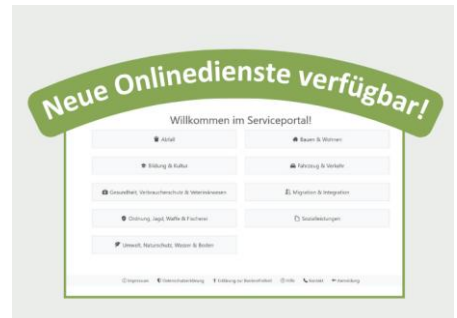 Neue Onlinedienste verfügbar!
Willkommen im Serviceportal!
Abfall
Bauen & Wohnen
Bildung & Kultur
Fahrzeug & Verkehr
Gesundheit, Verbraucherschutz & Veterinärwesen
Migration & Integration
Ordnung, Jagd, Waffe & Fischerei
Sozialleistungen
Umwelt, Naturschutz, Wasser & Boden
Impressum Datenschutzerklärung Erklärung zur Barrierefreiheit Hilfe Kontakt Anmeldung